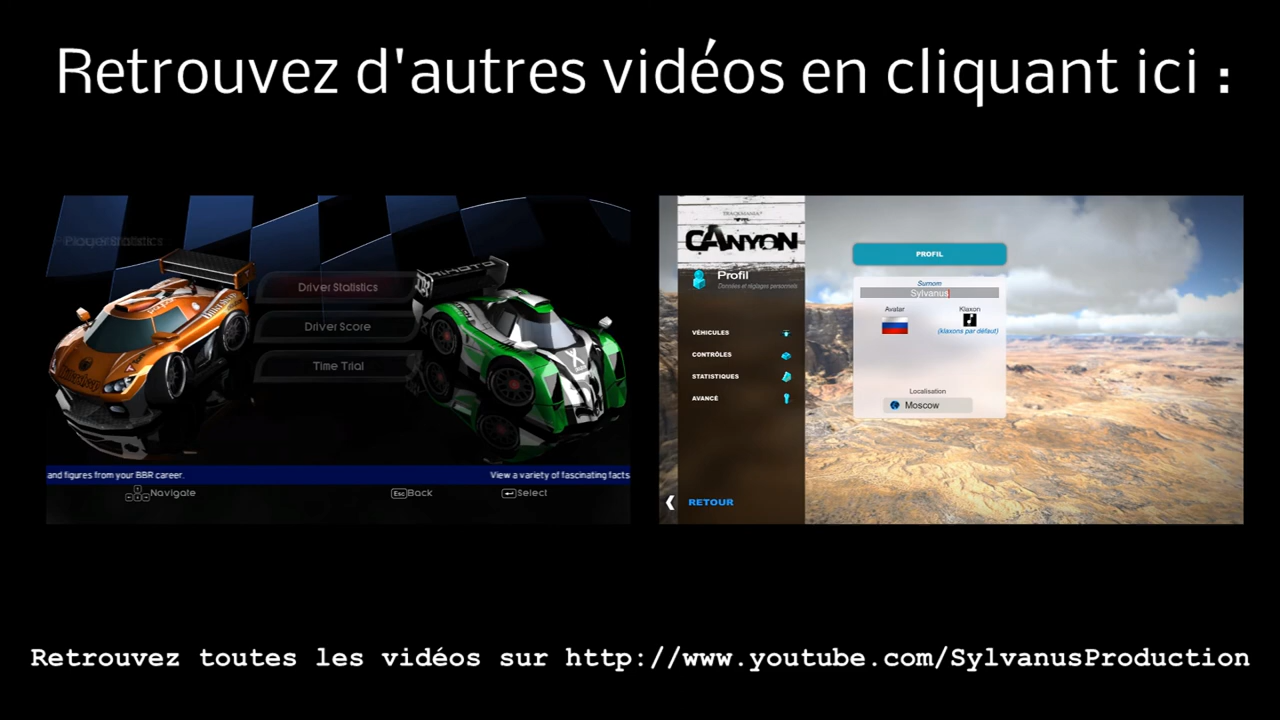 Retrouvez d'autres vidéos en cliquant ici :
Player Statistics
Driver Statistics
Driver Score
Time Trial
and figures from your BBR career.
View a variety of fascinating facts
Navigate
Esc Back
Select
TRACKMANIA²
CANYON
Profil
Données et réglages personnels
VÉHICULES
CONTRÔLES
STATISTIQUES
AVANCÉ
RETOUR
PROFIL
Surnom
Sylvanus
Avatar
Klaxon
(klaxons par défaut)
Localisation
Moscow
Retrouvez toutes les vidéos sur http://www.youtube.com/SylvanusProduction